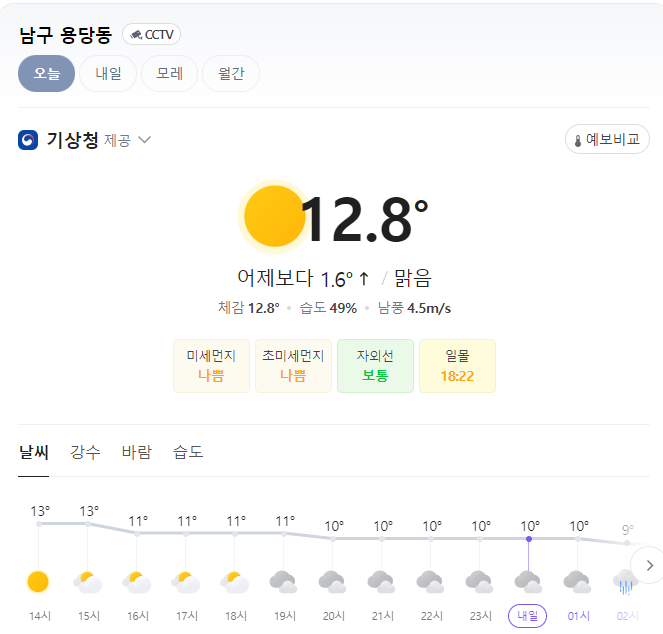 남구 용당동 CCTV
오늘 내일 모레 월간
기상청 제공 예보비교
12.8°
어제보다 1.6° ↑ / 맑음
체감 12.8° • 습도 49% • 남풍 4.5m/s
미세먼지 초미세먼지 자외선 일몰
나쁨 나쁨 보통 18:22
날씨 강수 바람 습도
13° 13° 11° 11° 11° 11° 10° 10° 10° 10° 10° 10° 9°
14시 15시 16시 17시 18시 19시 20시 21시 22시 23시 내일 01시 02시